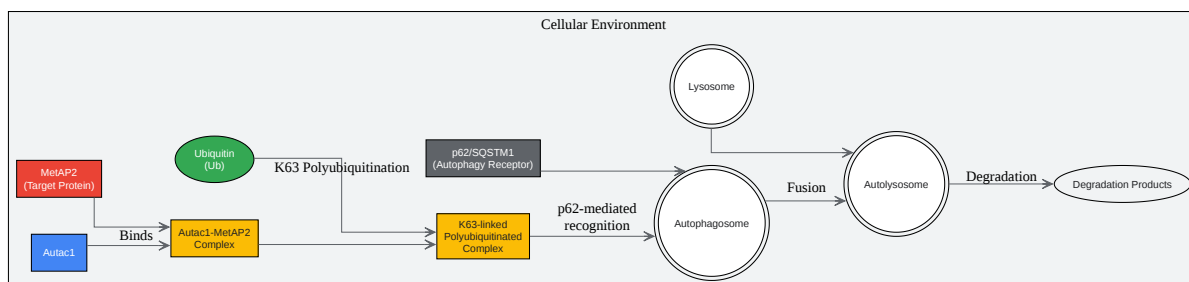 Cellular Environment
Lysosome
Ubiquitin
(Ub)
K63 Polyubiquitination
p62/SQSTM1
(Autophagy Receptor)
MetAP2
(Target Protein)
Autac1
Binds
Autac1-MetAP2
Complex
K63-linked
Polyubiquitinated
Complex
p62-mediated
recognition
Autophagosome
Fusion
Autolysosome
Degradation
Degradation Products